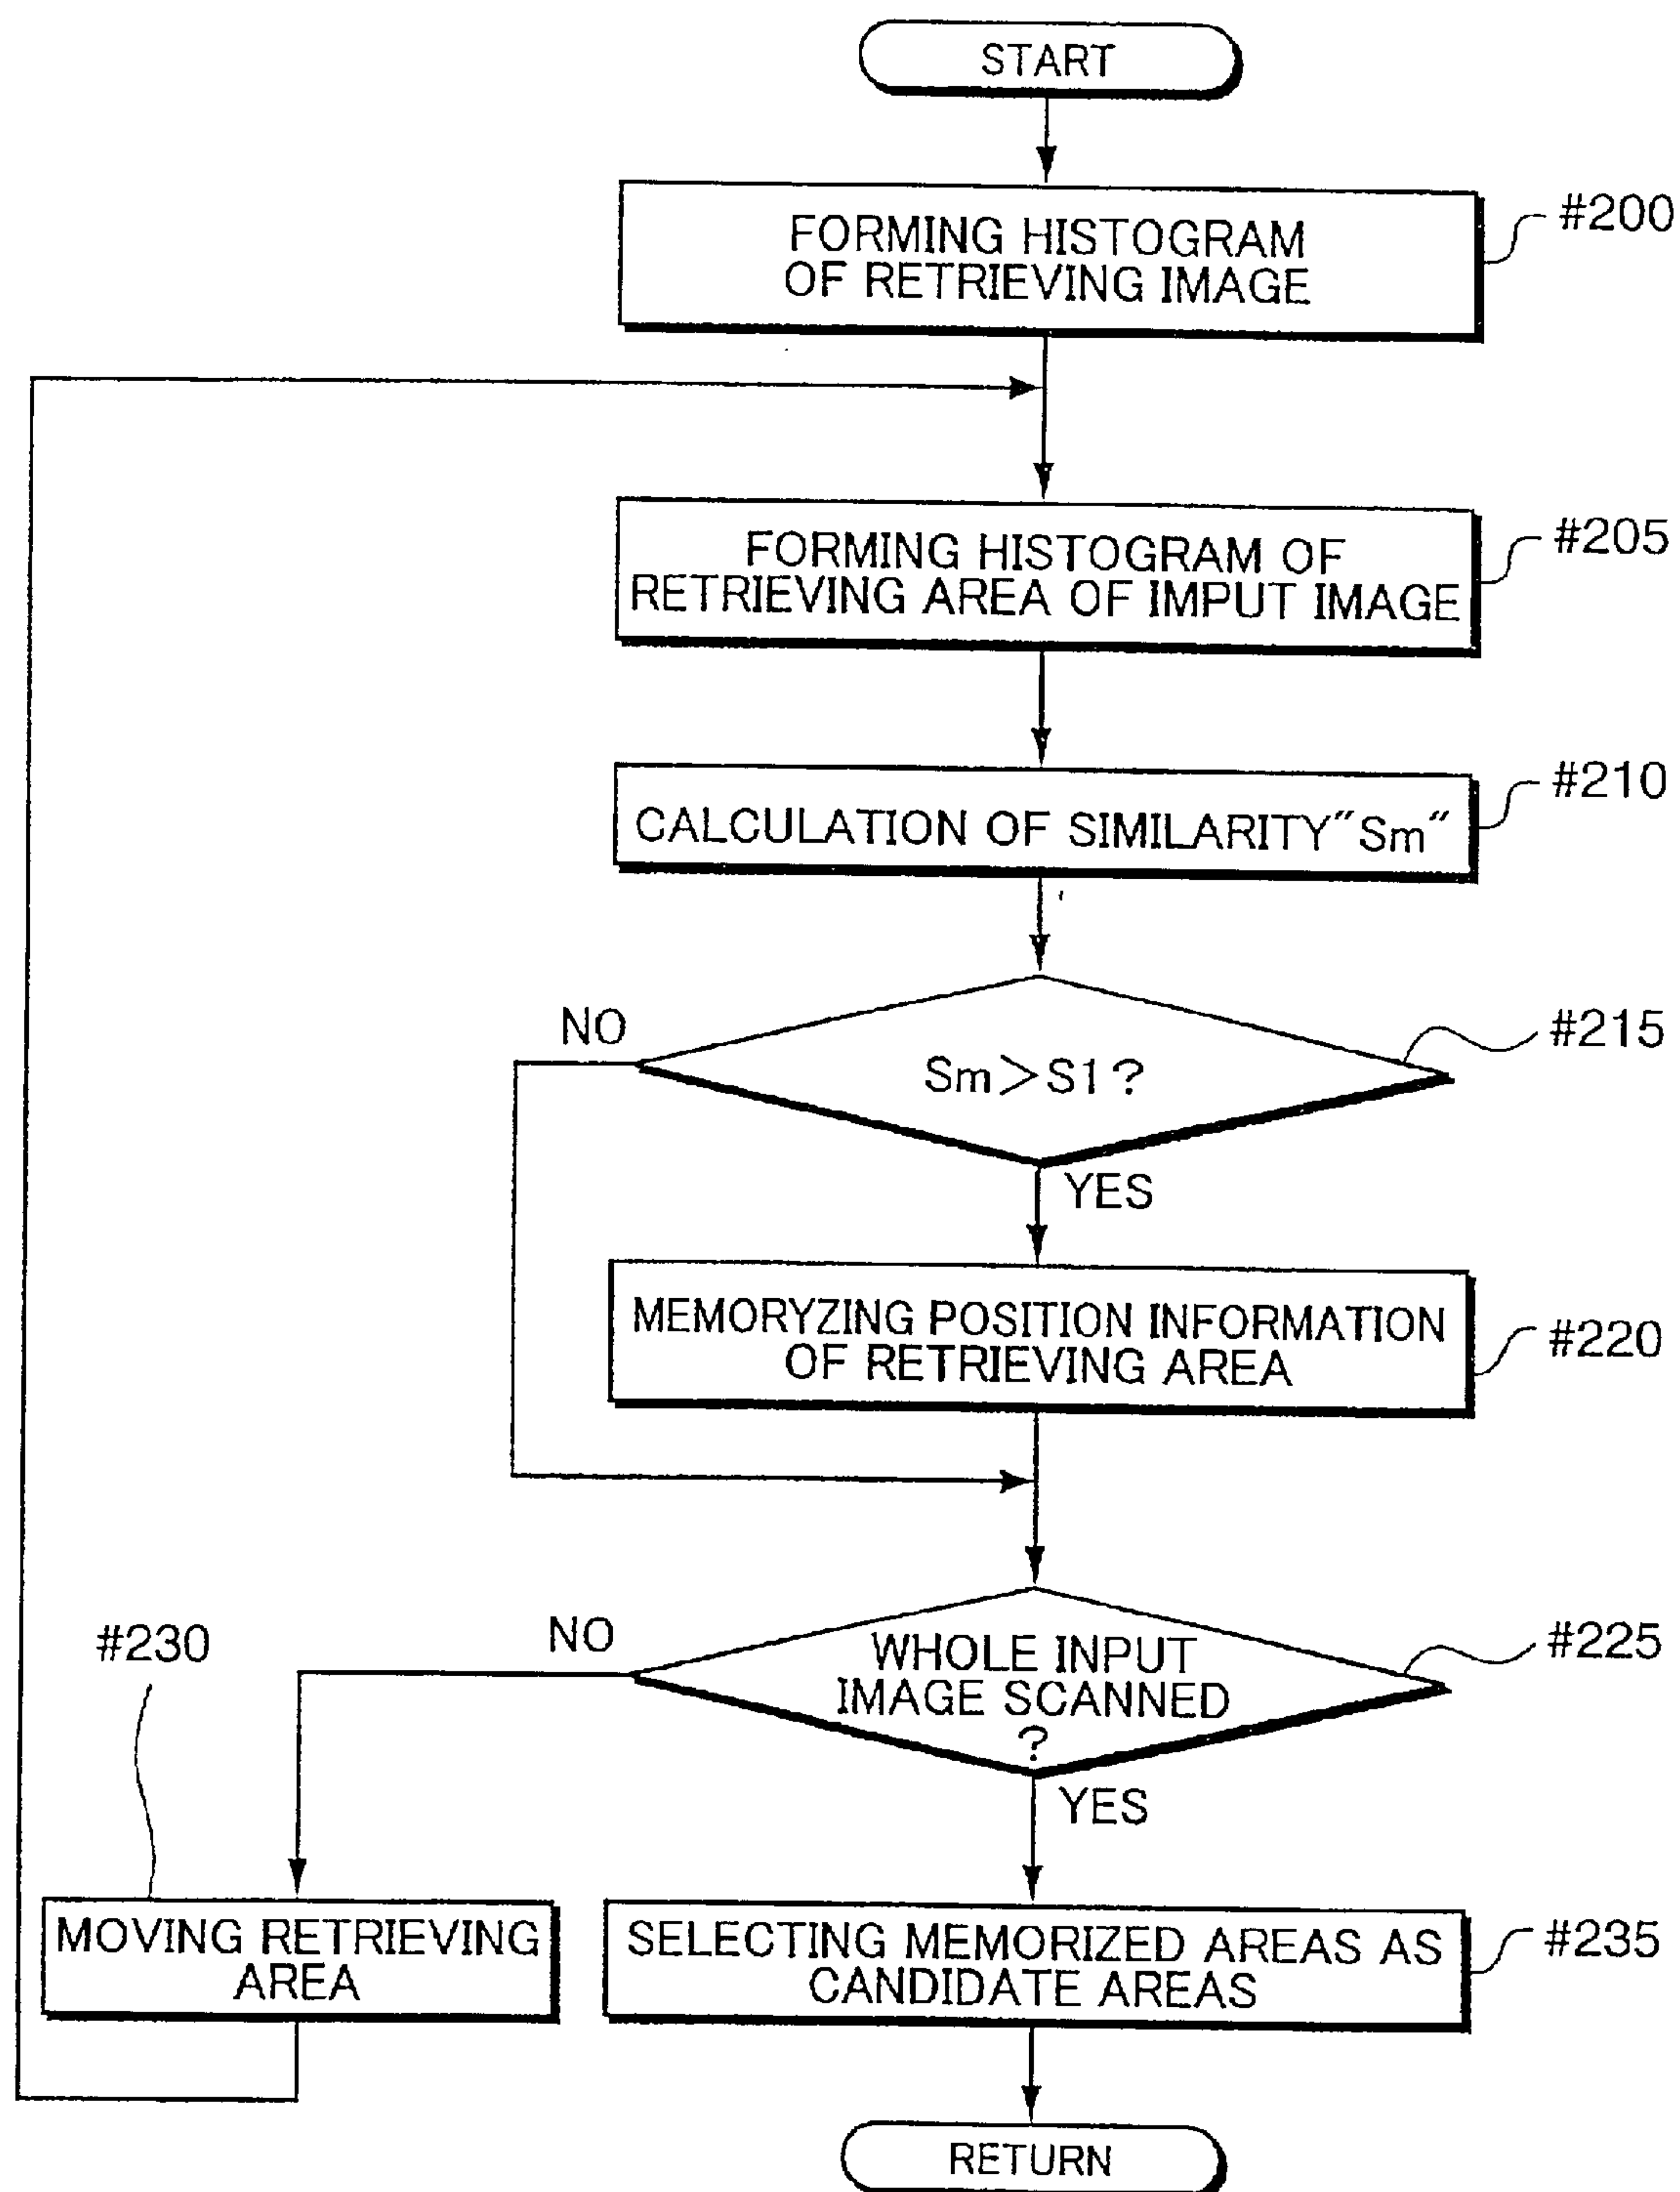 START
FORMING HISTOGRAM
OF RETRIEVING IMAGE
#200
FORMING HISTOGRAM OF
RETRIEVING AREA OF IMPUT IMAGE
#205
CALCULATION OF SIMILARITY"Sm"
#210
NO
Sm>S1?
#215
YES
MEMORYZING POSITION INFORMATION
OF RETRIEVING AREA
#220
#230
NO
WHOLE INPUT
IMAGE SCANNED
?
#225
YES
MOVING RETRIEVING
AREA
SELECTING MEMORIZED AREAS AS
CANDIDATE AREAS
#235
RETURN